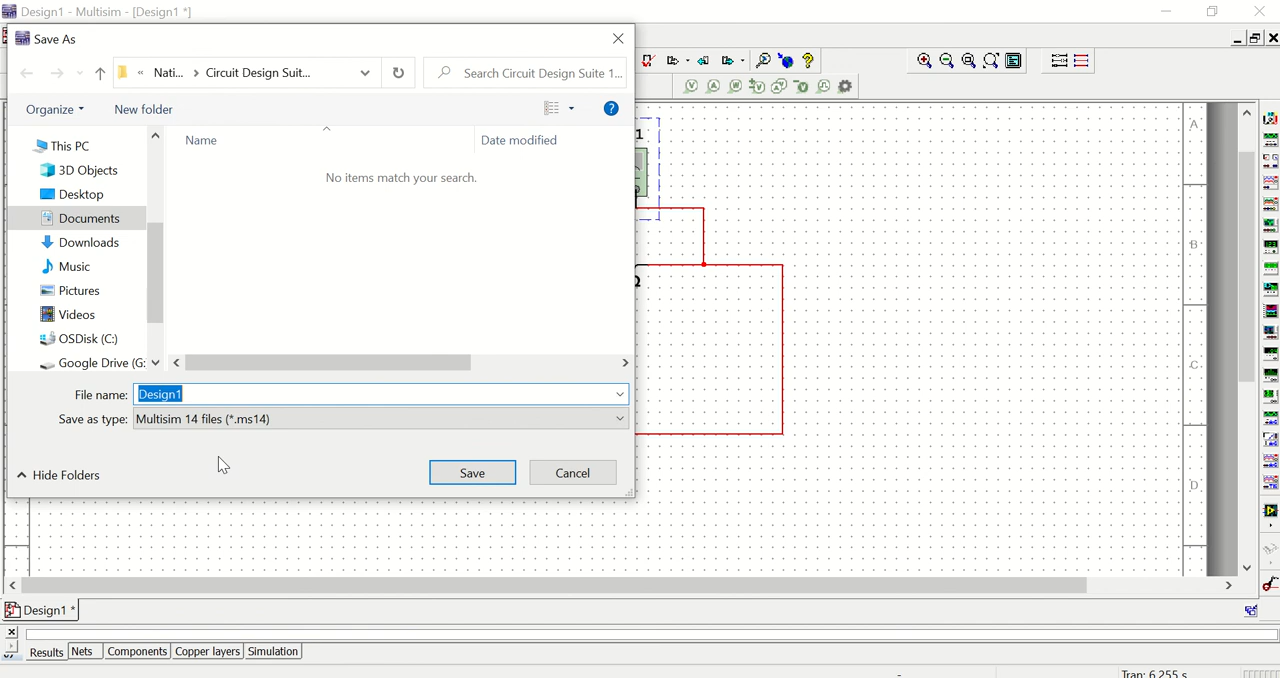 Design1 - Multisim - [Design1 *]
Save As
« Nati... › Circuit Design Suit...
Search Circuit Design Suite 1...
Organize
New folder
This PC
3D Objects
Desktop
Documents
Downloads
Music
Pictures
Videos
OSDisk (C:)
Google Drive (G:
Name
Date modified
No items match your search.
File name: Design1
Save as type: Multisim 14 files (*.ms14)
Hide Folders
Save
Cancel
1
A
B
C
D
Design1 *
Results
Nets
Components
Copper layers
Simulation
-
Tran: 6.255 s